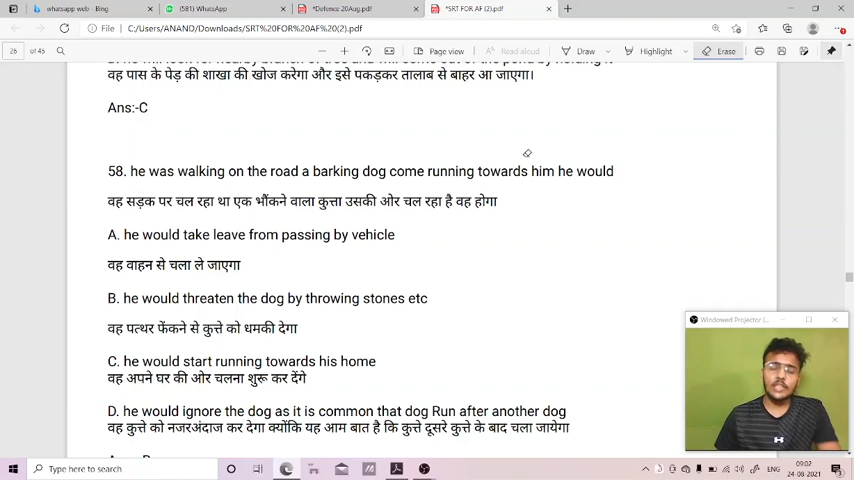 whatsapp web - Bing
(581) WhatsApp
*Defence 20Aug.pdf
*SRT FOR AF (2).pdf
File
C:/Users/ANAND/Downloads/SRT%20FOR%20AF%20(2).pdf
26 of 45
Page view
Read aloud
Draw
Highlight
Erase
वह पास के पेड़ की शाखा की खोज करेगा और इसे पकड़कर तालाब से बाहर आ जाएगा।
Ans:-C
58. he was walking on the road a barking dog come running towards him he would
वह सड़क पर चल रहा था एक भौंकने वाला कुत्ता उसकी ओर चल रहा है वह होगा
A. he would take leave from passing by vehicle
वह वाहन से चला ले जाएगा
B. he would threaten the dog by throwing stones etc
वह पत्थर फेंकने से कुत्ते को धमकी देगा
C. he would start running towards his home
वह अपने घर की ओर चलना शुरू कर देंगे
D. he would ignore the dog as it is common that dog Run after another dog
वह कुत्ते को नजरअंदाज कर देगा क्योंकि यह आम बात है कि कुत्ते दूसरे कुत्ते के बाद चला जायेगा
Windowed Projector
Type here to search
ENG
09:02
24-08-2021